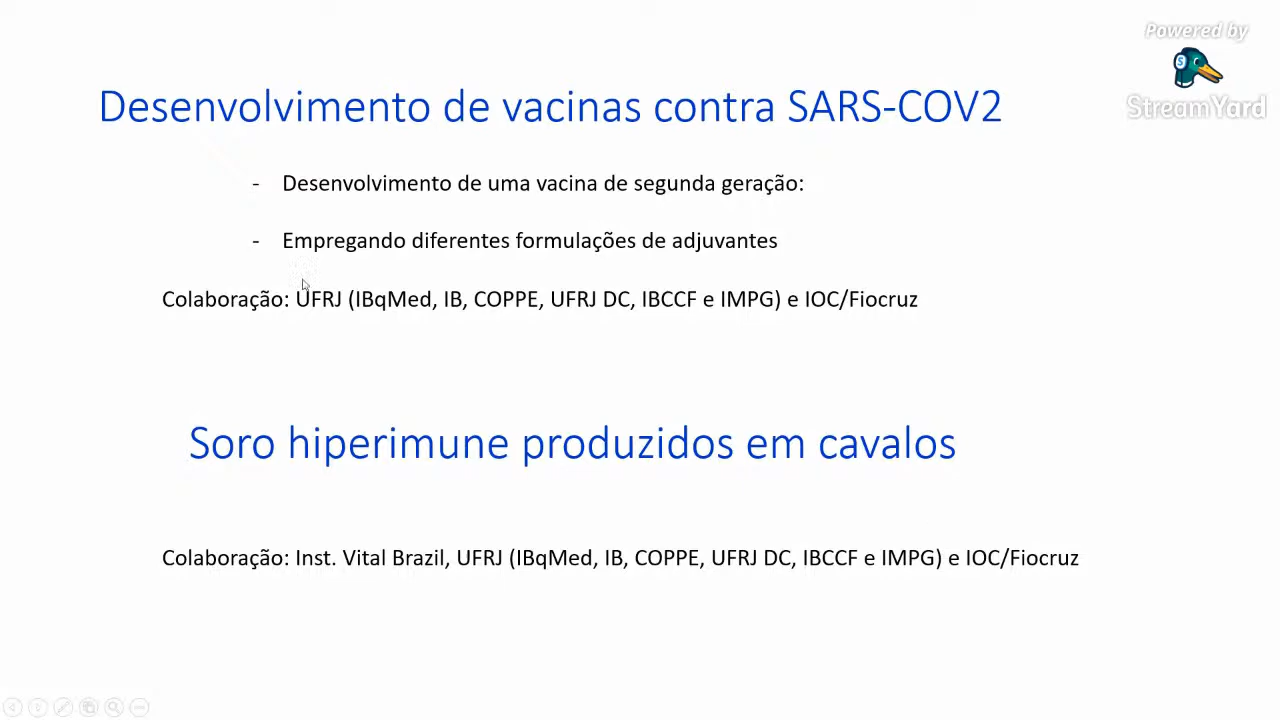 Powered by
StreamYard
Desenvolvimento de vacinas contra SARS-COV2
- Desenvolvimento de uma vacina de segunda geração:
- Empregando diferentes formulações de adjuvantes
Colaboração: UFRJ (IBqMed, IB, COPPE, UFRJ DC, IBCCF e IMPG) e IOC/Fiocruz
Soro hiperimune produzidos em cavalos
Colaboração: Inst. Vital Brazil, UFRJ (IBqMed, IB, COPPE, UFRJ DC, IBCCF e IMPG) e IOC/Fiocruz